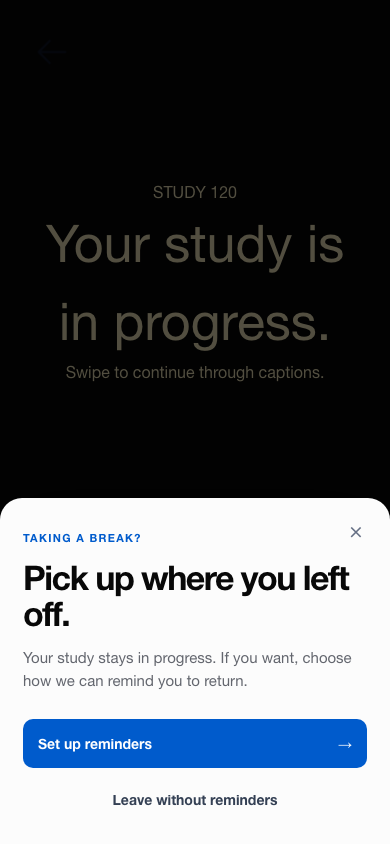 STUDY 120
Your study is
in progress.
Swipe to continue through captions.
TAKING A BREAK?
Pick up where you left
off.
Your study stays in progress. If you want, choose
how we can remind you to return.
Set up reminders →
Leave without reminders